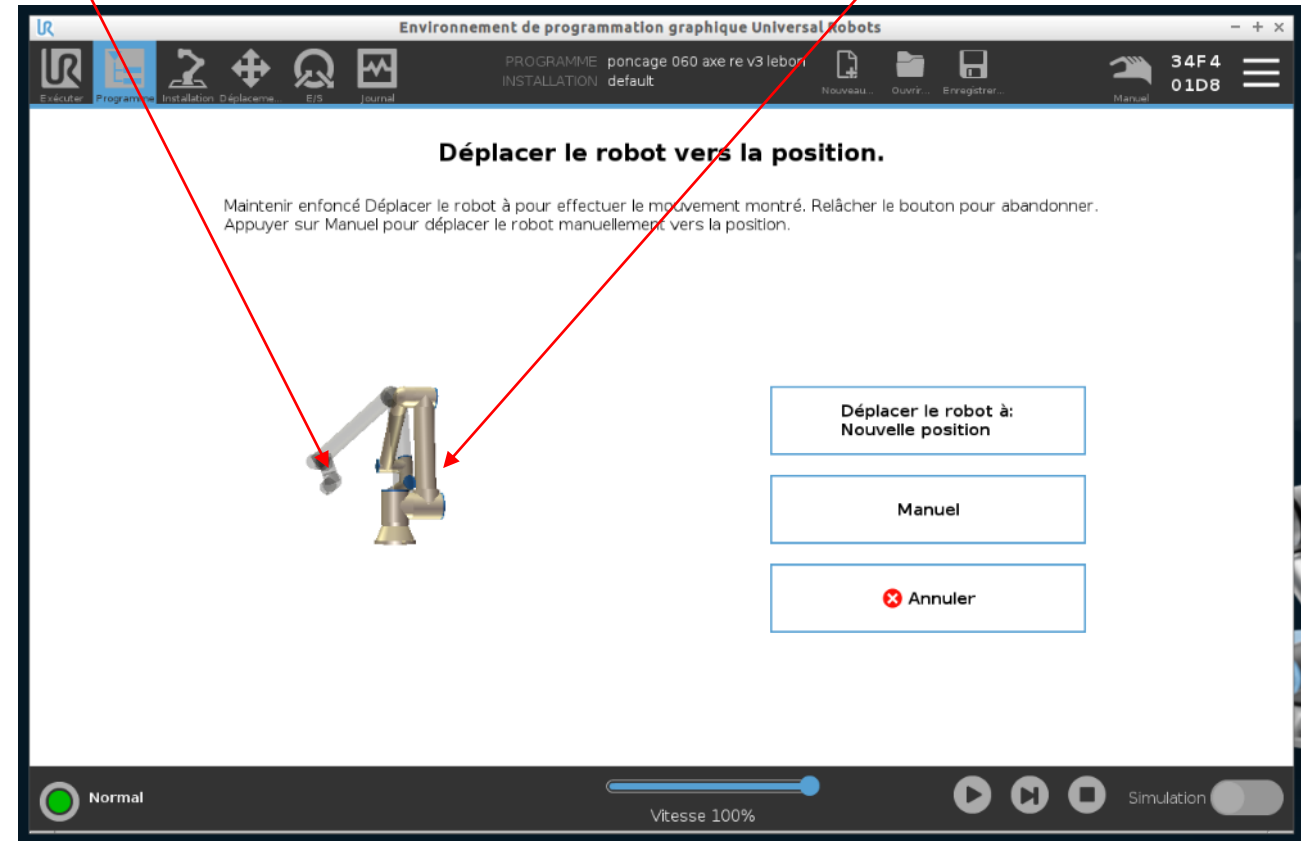 UR
Environnement de programmation graphique Universal Robots
UR
PROGRAMME poncage 060 axe re v3 lebon
INSTALLATION default
34F4
01D8
Exécuter Programme Installation Déplaceme... E/S Journal
Nouveau... Ouvrir... Enregistrer...
Manuel
Déplacer le robot vers la position.
Maintenir enfoncé Déplacer le robot à pour effectuer le mouvement montré. Relâcher le bouton pour abandonner.
Appuyer sur Manuel pour déplacer le robot manuellement vers la position.
Déplacer le robot à:
Nouvelle position
Manuel
Annuler
Normal
Vitesse 100%
Simulation